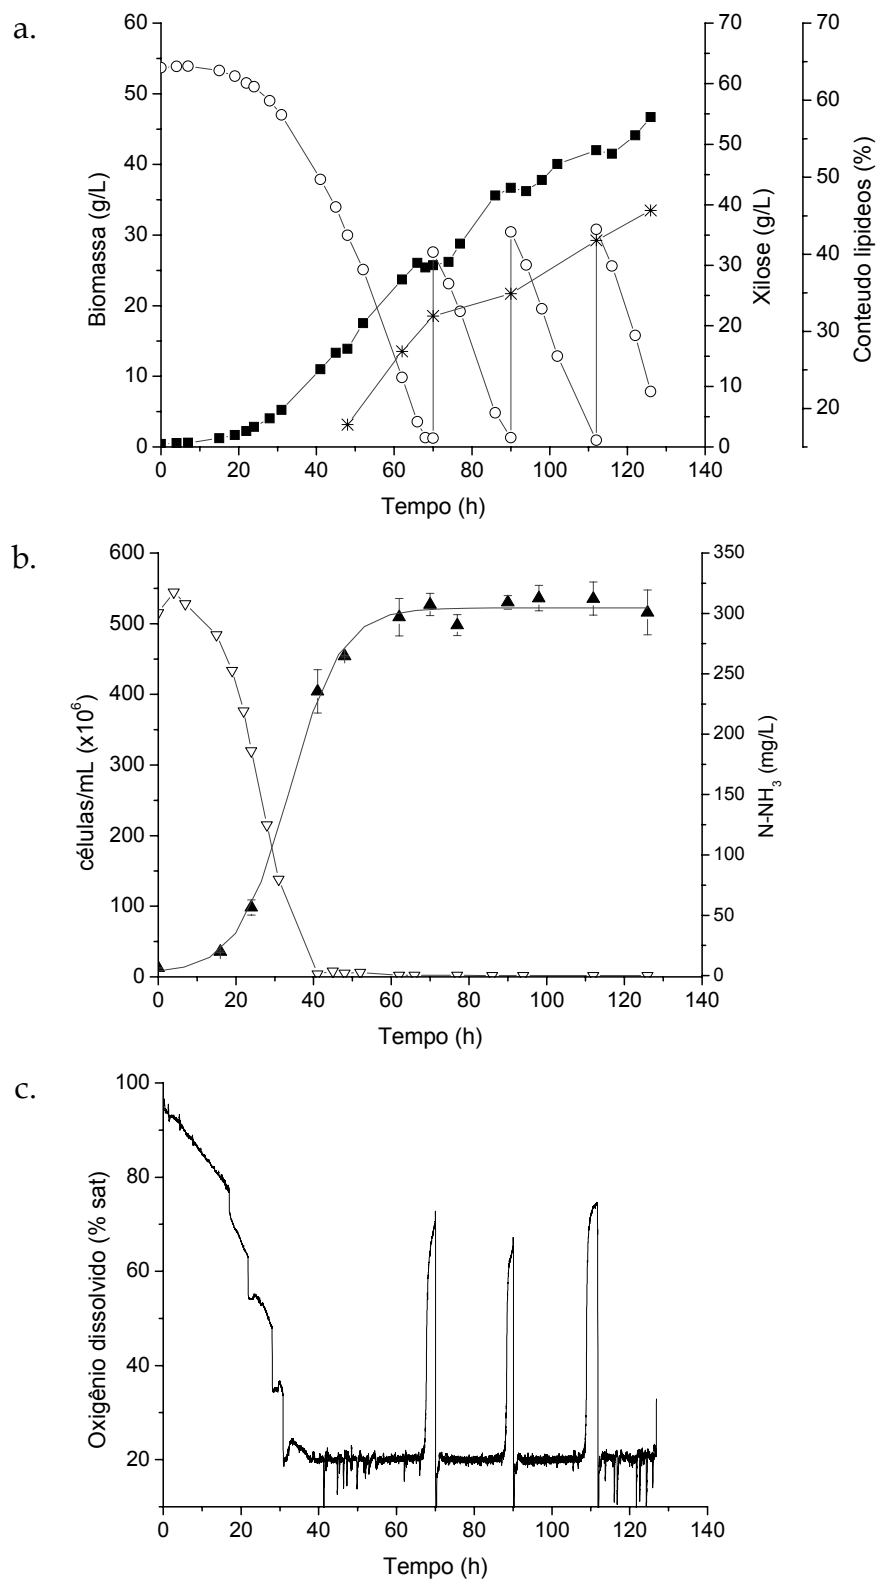 a.
60
50
40
30
20
10
0
Biomassa (g/L)
70
60
50
40
30
20
10
0
Xilose (g/L)
70
60
50
40
30
20
Conteudo lipideos (%)
0 20 40 60 80 100 120 140
Tempo (h)
b.
600
500
400
300
200
100
0
células/mL (x10⁶)
350
300
250
200
150
100
50
0
N-NH₃ (mg/L)
0 20 40 60 80 100 120 140
Tempo (h)
c.
100
80
60
40
20
Oxigênio dissolvido (% sat)
0 20 40 60 80 100 120 140
Tempo (h)